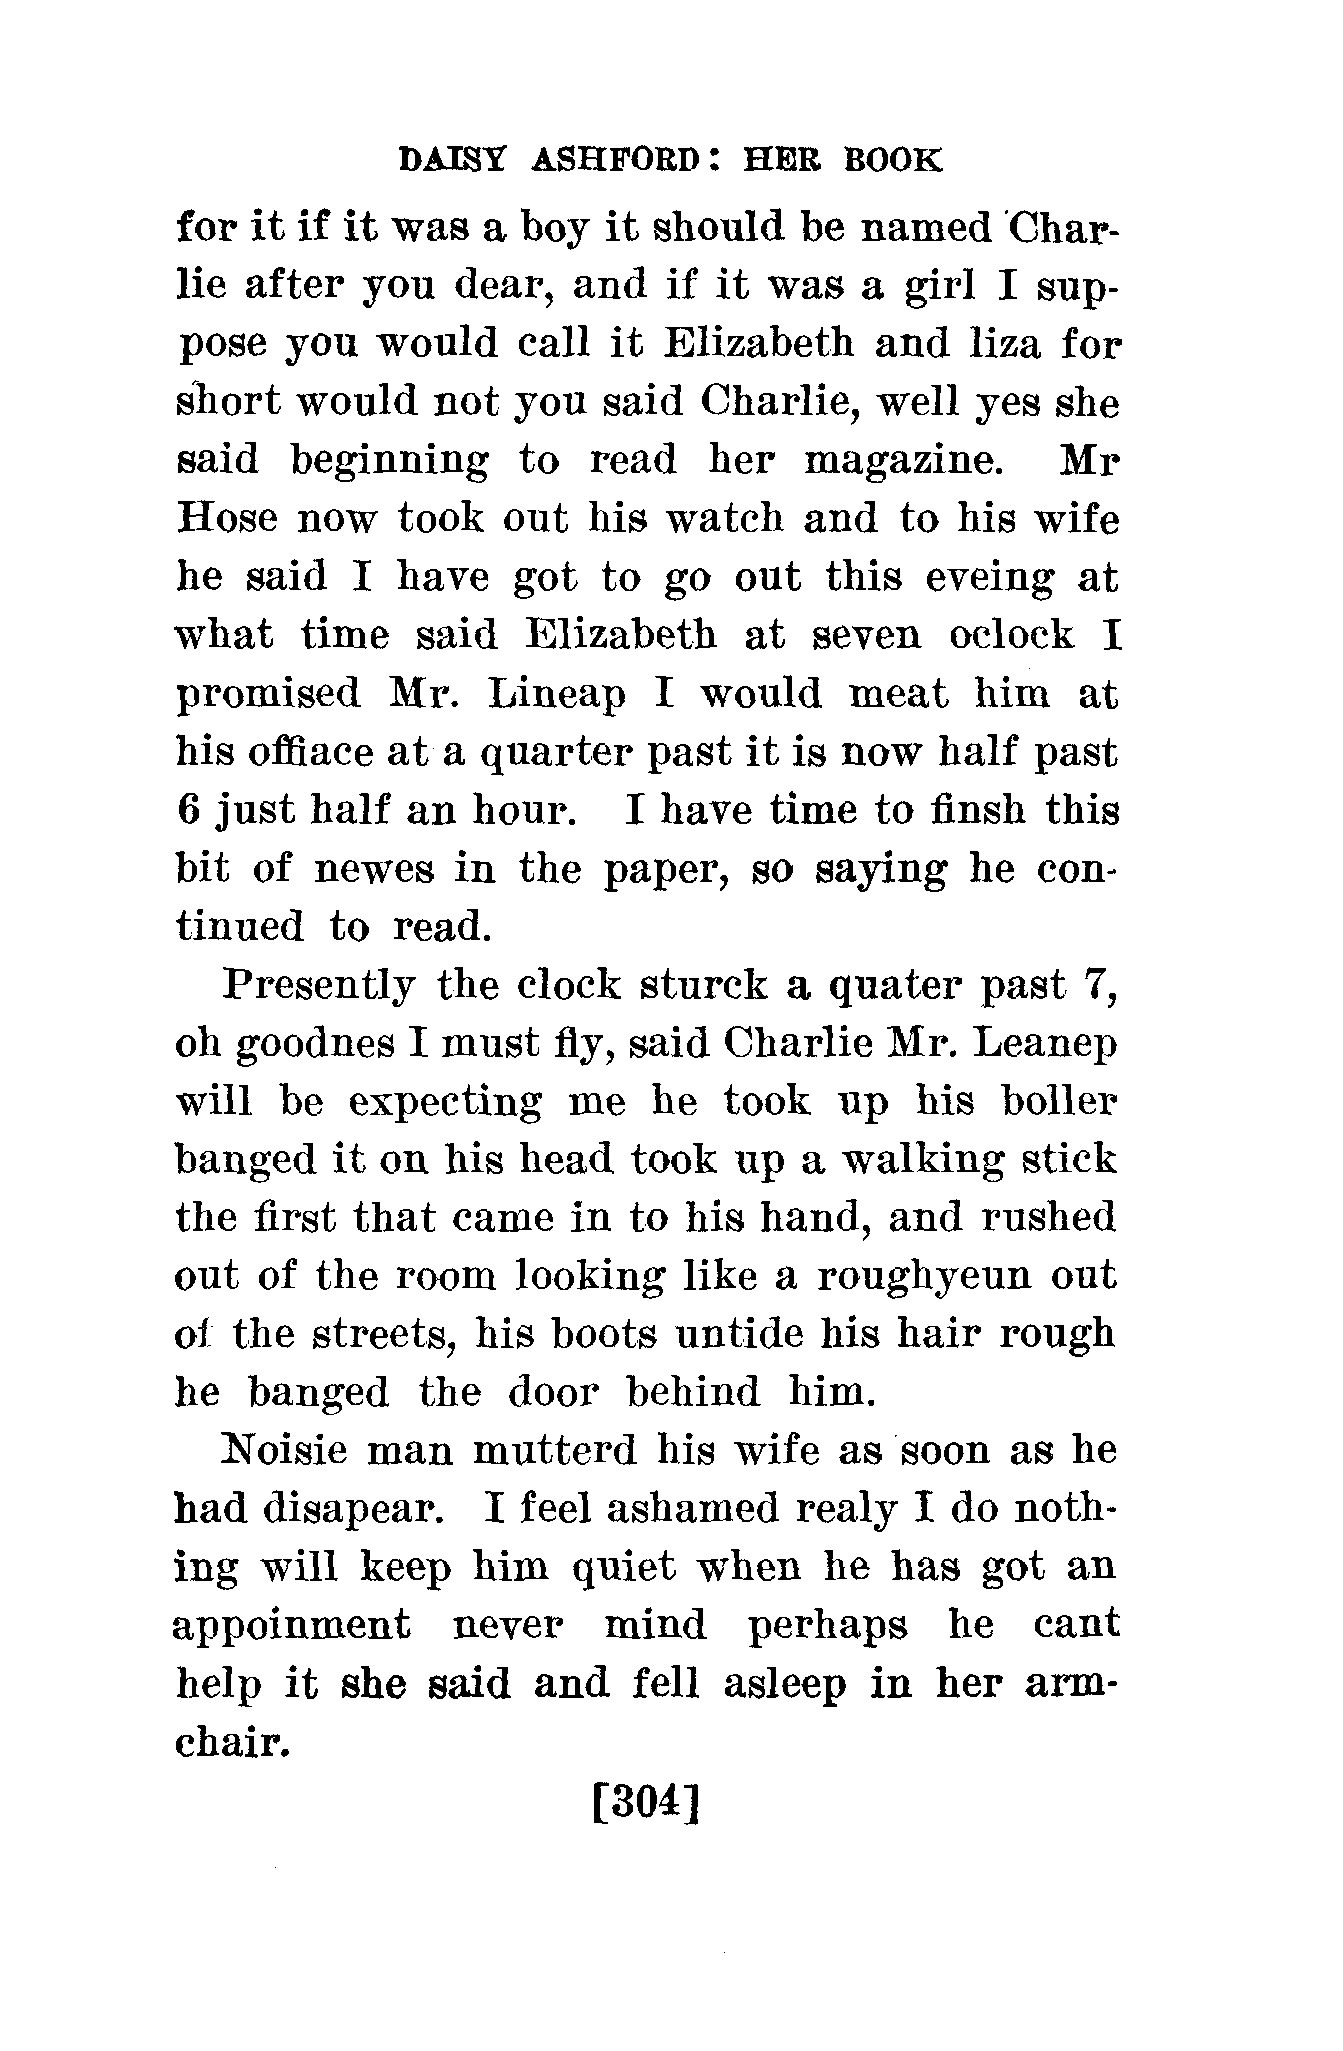 DAISY ASHFORD: HER BOOK
for it if it was a boy it should be named Char-
lie after you dear, and if it was a girl I sup-
pose you would call it Elizabeth and liza for
short would not you said Charlie, well yes she
said beginning to read her magazine. Mr
Hose now took out his watch and to his wife
he said I have got to go out this eveing at
what time said Elizabeth at seven oclock I
promised Mr. Lineap I would meat him at
his offiace at a quarter past it is now half past
6 just half an hour. I have time to finsh this
bit of newes in the paper, so saying he con-
tinued to read.
Presently the clock sturck a quater past 7,
oh goodnes I must fly, said Charlie Mr. Leanep
will be expecting me he took up his boller
banged it on his head took up a walking stick
the first that came in to his hand, and rushed
out of the room looking like a roughyeun out
of the streets, his boots untide his hair rough
he banged the door behind him.
Noisie man mutterd his wife as soon as he
had disapear. I feel ashamed realy I do noth-
ing will keep him quiet when he has got an
appoinment never mind perhaps he cant
help it she said and fell asleep in her arm-
chair.
[304]